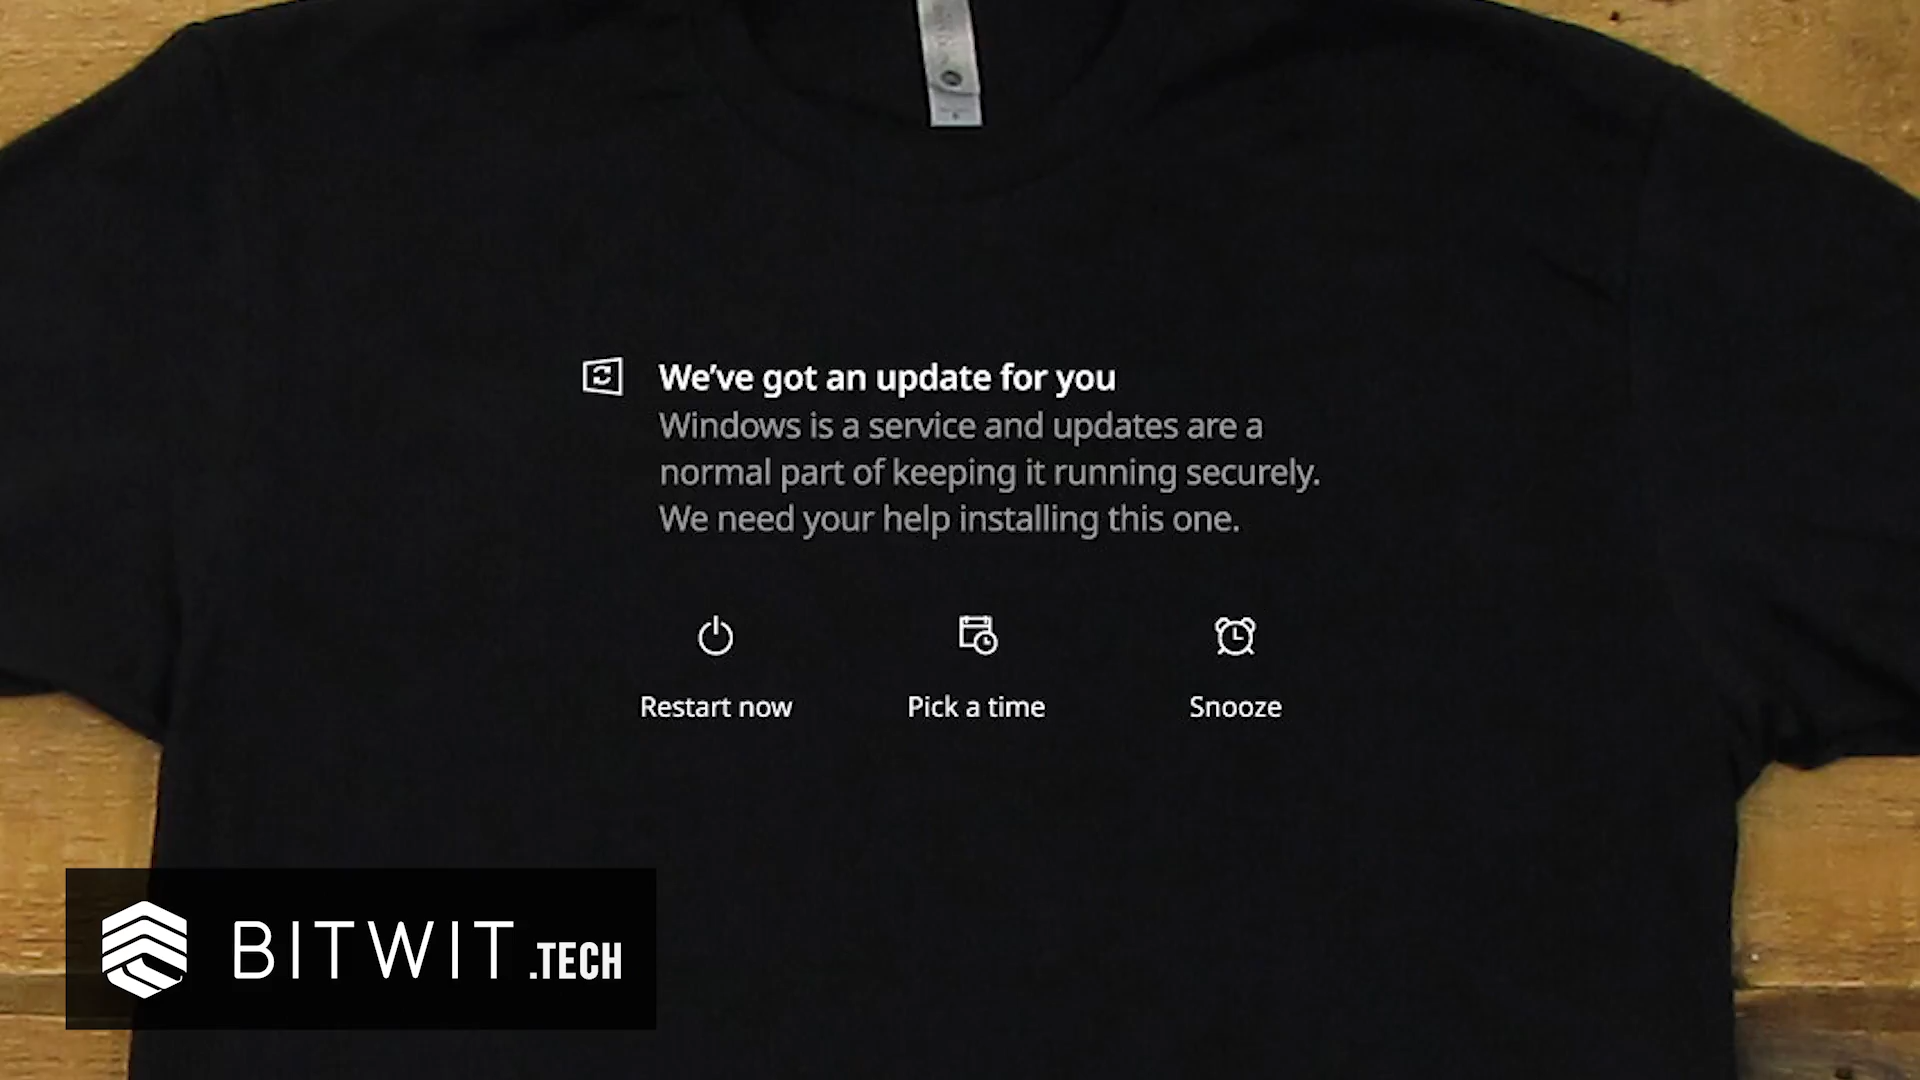 We’ve got an update for you
Windows is a service and updates are a
normal part of keeping it running securely.
We need your help installing this one.
Restart now
Pick a time
Snooze
BITWIT.TECH